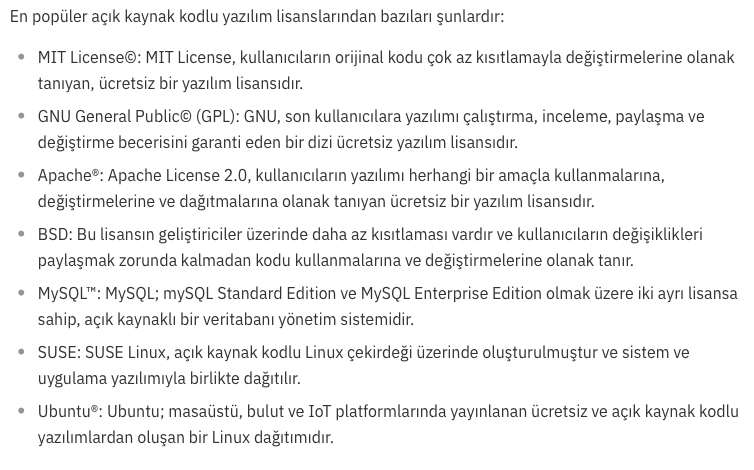 En popüler açık kaynak kodlu yazılım lisanslarından bazıları şunlardır:
• MIT License©: MIT License, kullanıcıların orijinal kodu çok az kısıtlamayla değiştirmelerine olanak
tanıyan, ücretsiz bir yazılım lisansıdır.
• GNU General Public© (GPL): GNU, son kullanıcılara yazılımı çalıştırma, inceleme, paylaşma ve
değiştirme becerisini garanti eden bir dizi ücretsiz yazılım lisansıdır.
• Apache®: Apache License 2.0, kullanıcıların yazılımı herhangi bir amaçla kullanmalarına,
değiştirmelerine ve dağıtmalarına olanak tanıyan ücretsiz bir yazılım lisansıdır.
• BSD: Bu lisansın geliştiriciler üzerinde daha az kısıtlaması vardır ve kullanıcıların değişiklikleri
paylaşmak zorunda kalmadan kodu kullanmalarına ve değiştirmelerine olanak tanır.
• MySQL™: MySQL; mySQL Standard Edition ve MySQL Enterprise Edition olmak üzere iki ayrı lisansa
sahip, açık kaynaklı bir veritabanı yönetim sistemidir.
• SUSE: SUSE Linux, açık kaynak kodlu Linux çekirdeği üzerinde oluşturulmuştur ve sistem ve
uygulama yazılımıyla birlikte dağıtılır.
• Ubuntu®: Ubuntu; masaüstü, bulut ve IoT platformlarında yayınlanan ücretsiz ve açık kaynak kodlu
yazılımlardan oluşan bir Linux dağıtımıdır.